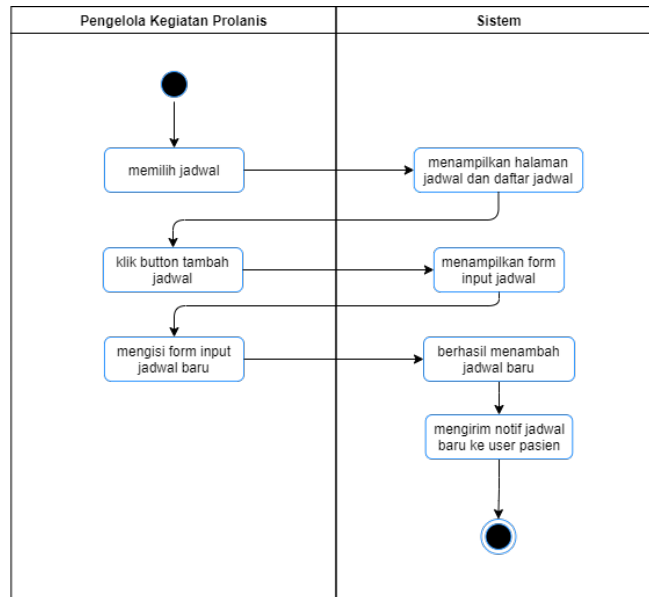 Pengelola Kegiatan Prolanis
Sistem
memilih jadwal
menampilkan halaman
jadwal dan daftar jadwal
klik button tambah
jadwal
menampilkan form
input jadwal
mengisi form input
jadwal baru
berhasil menambah
jadwal baru
mengirim notif jadwal
baru ke user pasien